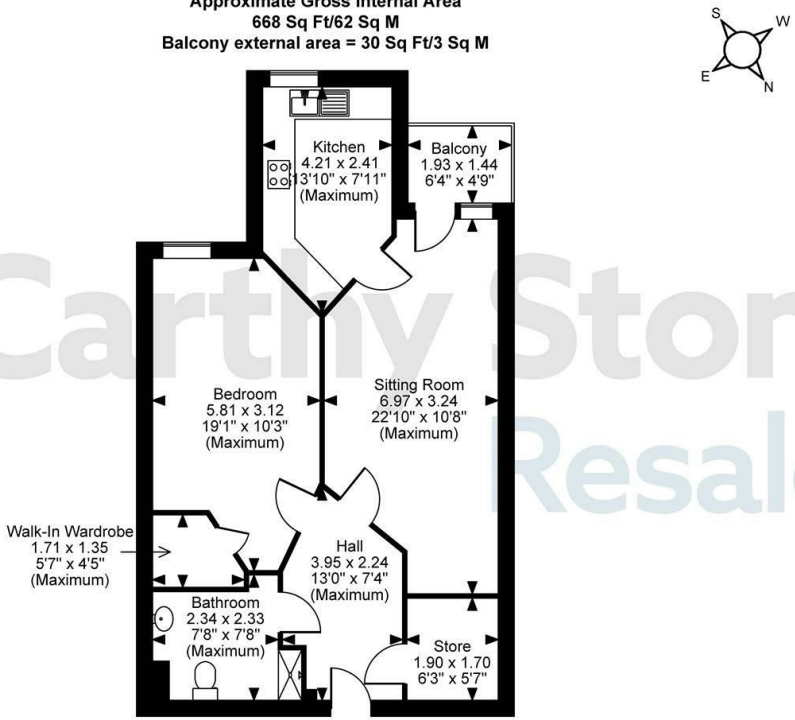 Approximate Gross Internal Area
668 Sq Ft/62 Sq M
Balcony external area = 30 Sq Ft/3 Sq M
S
W
E
N
Kitchen
4.21 x 2.41
13'10" x 7'11"
(Maximum)
Balcony
1.93 x 1.44
6'4" x 4'9"
Carthy Stor
Resal
Bedroom
5.81 x 3.12
19'1" x 10'3"
(Maximum)
Sitting Room
6.97 x 3.24
22'10" x 10'8"
(Maximum)
Walk-In Wardrobe
1.71 x 1.35
5'7" x 4'5"
(Maximum)
Hall
3.95 x 2.24
13'0" x 7'4"
(Maximum)
Bathroom
2.34 x 2.33
7'8" x 7'8"
(Maximum)
Store
1.90 x 1.70
6'3" x 5'7"